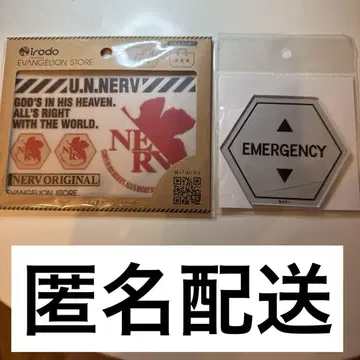 irodo
EVANGELION STORE
U.N.NERV
GOD'S IN HIS HEAVEN.
ALL'S RIGHT
WITH THE WORLD.
NERV
NERV ORIGINAL
EVANGELION STORE
EMERGENCY
匿名配送